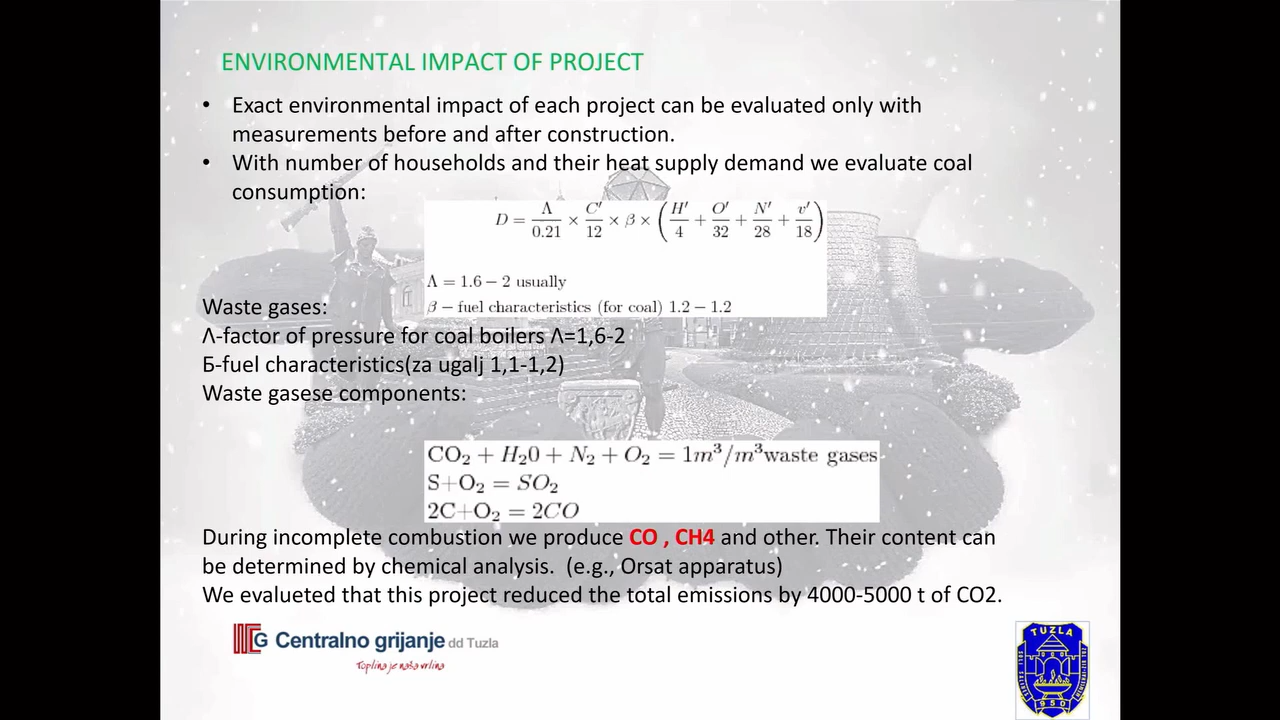 ENVIRONMENTAL IMPACT OF PROJECT
• Exact environmental impact of each project can be evaluated only with
measurements before and after construction.
• With number of households and their heat supply demand we evaluate coal
consumption:
D = Λ/0.21 × C′/12 × β × (H′/4 + O′/32 + N′/28 + v′/18)
Λ = 1.6 − 2 usually
β − fuel characteristics (for coal) 1.2 − 1.2
Waste gases:
Λ-factor of pressure for coal boilers Λ=1,6-2
Б-fuel characteristics(za ugalj 1,1-1,2)
Waste gasese components:
CO₂ + H₂0 + N₂ + O₂ = 1m³/m³waste gases
S+O₂ = SO₂
2C+O₂ = 2CO
During incomplete combustion we produce CO , CH4 and other. Their content can
be determined by chemical analysis. (e.g., Orsat apparatus)
We evalueted that this project reduced the total emissions by 4000-5000 t of CO2.
G Centralno grijanje dd Tuzla
Toplina je naša vrlina
TUZLA
950